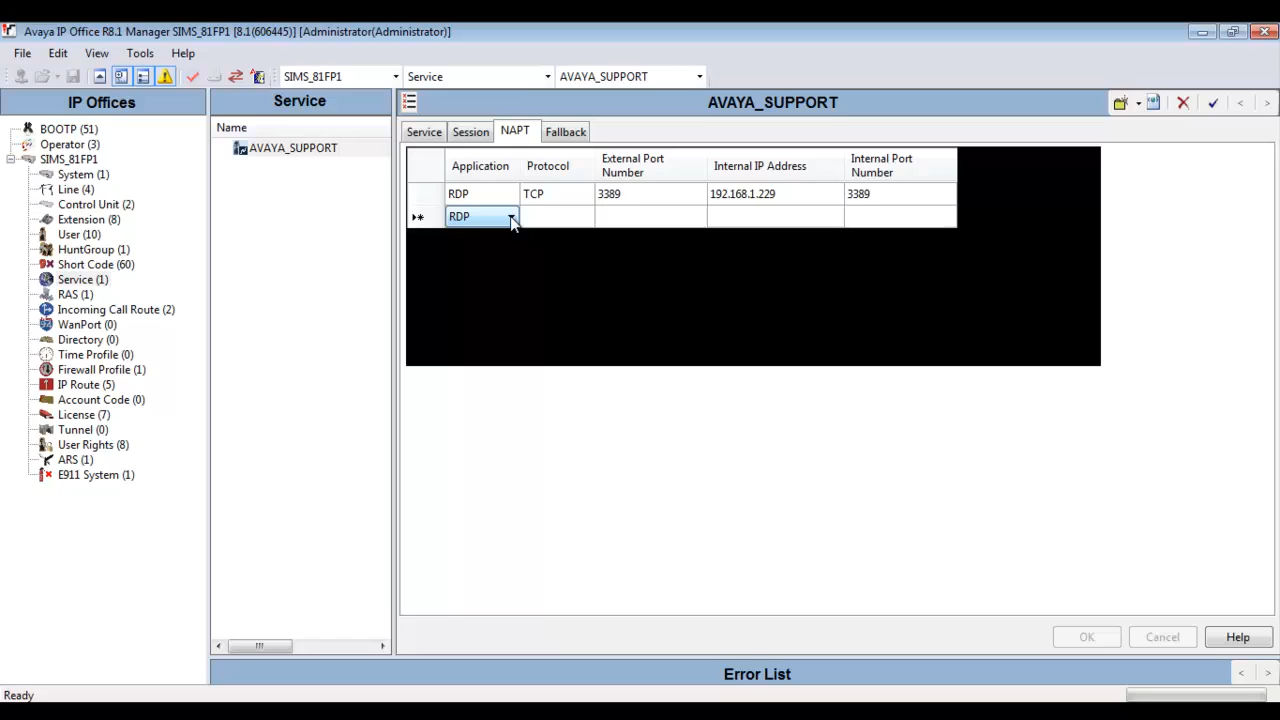 Avaya IP Office R8.1 Manager SIMS_81FP1 [8.1(606445)] [Administrator(Administrator)]
File Edit View Tools Help
SIMS_81FP1 Service AVAYA_SUPPORT
IP Offices
BOOTP (51)
Operator (3)
SIMS_81FP1
System (1)
Line (4)
Control Unit (2)
Extension (8)
User (10)
HuntGroup (1)
Short Code (60)
Service (1)
RAS (1)
Incoming Call Route (2)
WanPort (0)
Directory (0)
Time Profile (0)
Firewall Profile (1)
IP Route (5)
Account Code (0)
License (7)
Tunnel (0)
User Rights (8)
ARS (1)
E911 System (1)
Service
Name
AVAYA_SUPPORT
AVAYA_SUPPORT
Service Session NAPT Fallback
Application Protocol External Port Number Internal IP Address Internal Port Number
RDP TCP 3389 192.168.1.229 3389
RDP
OK Cancel Help
Error List
Ready